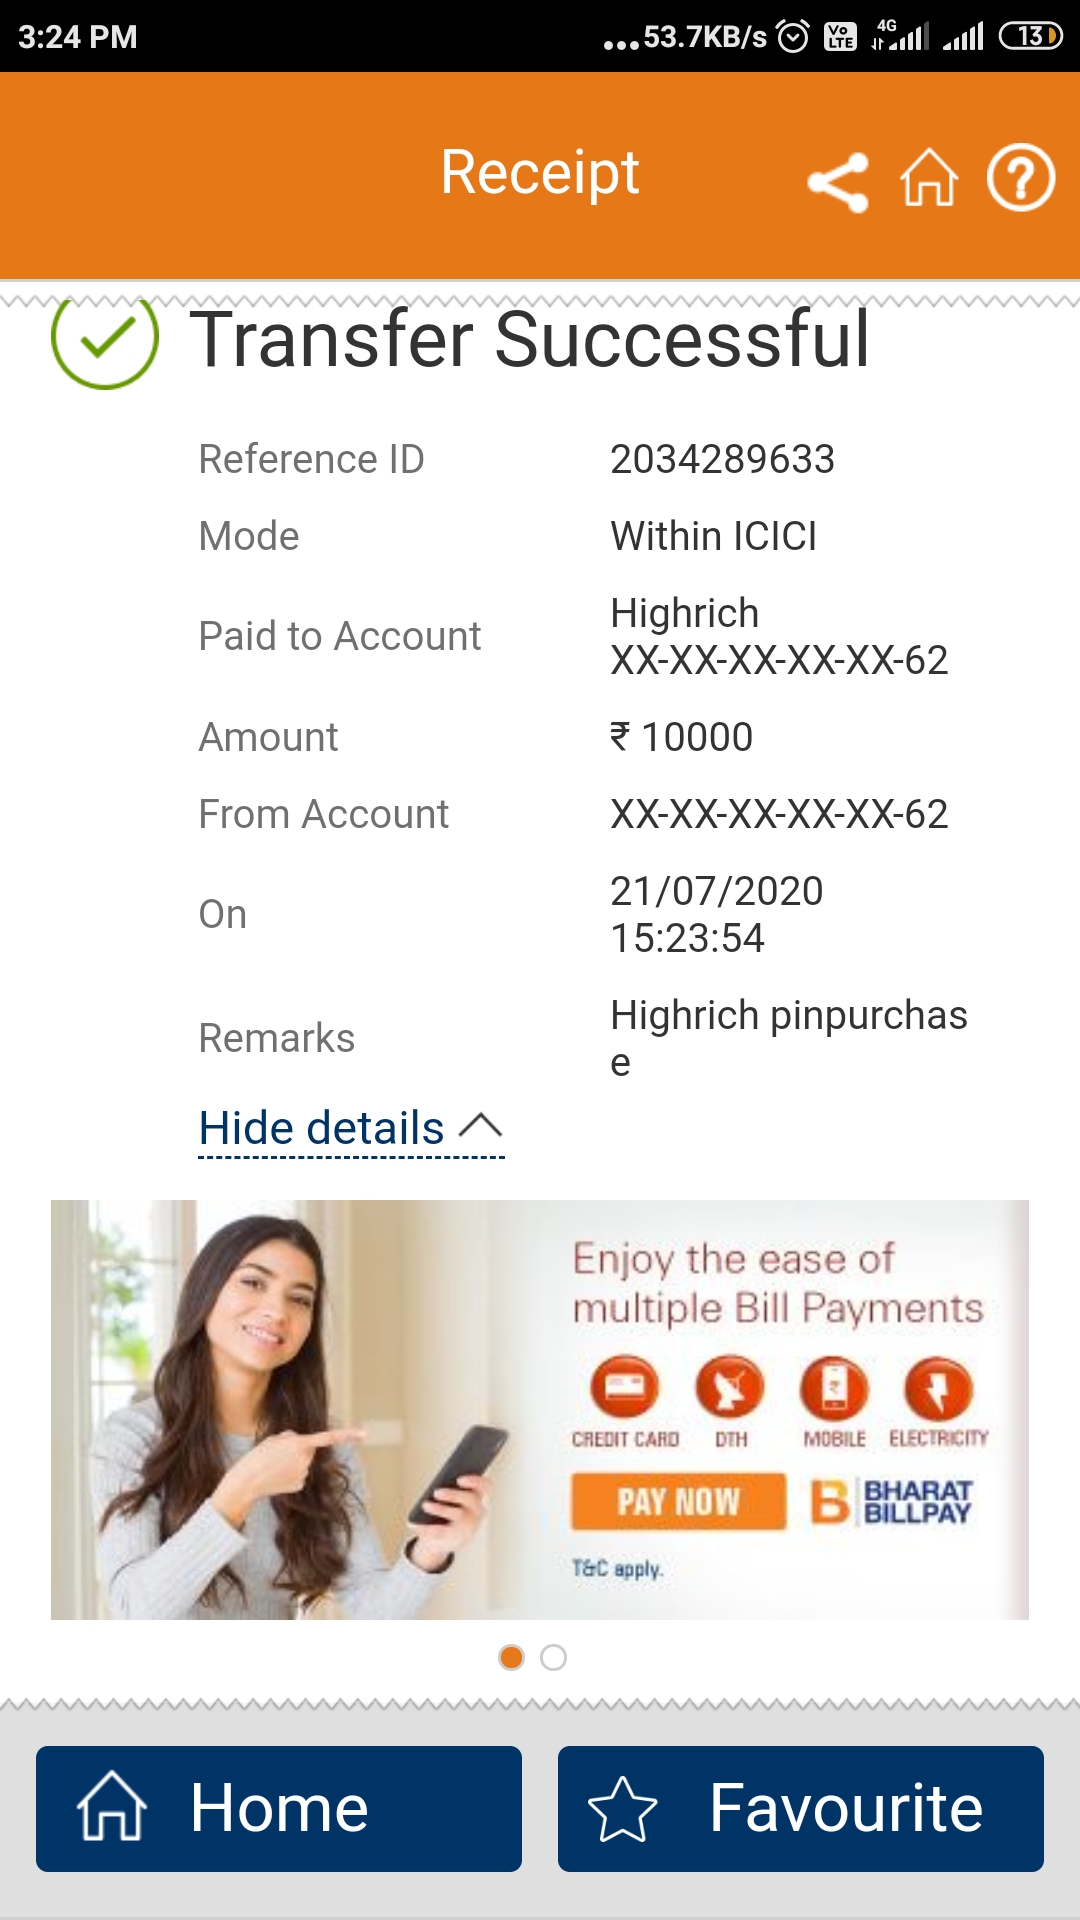 3:24 PM
...53.7KB/s Vo LTE 4G 13
Receipt
Transfer Successful
Reference ID 2034289633
Mode Within ICICI
Paid to Account Highrich
XX-XX-XX-XX-XX-62
Amount ₹ 10000
From Account XX-XX-XX-XX-XX-62
On 21/07/2020
15:23:54
Remarks Highrich pinpurchas
e
Hide details
Enjoy the ease of
multiple Bill Payments
CREDIT CARD DTH MOBILE ELECTRICITY
PAY NOW B BHARAT
BILLPAY
T&C apply.
Home Favourite